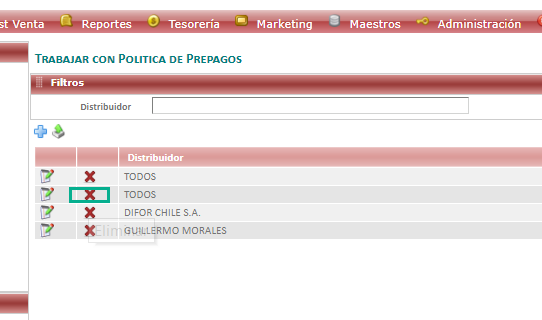 st Venta Reportes Tesorería Marketing Maestros Administración
TRABAJAR CON POLITICA DE PREPAGOS
Filtros
Distribuidor
Distribuidor
TODOS
TODOS
DIFOR CHILE S.A.
GUILLERMO MORALES
Eliminar